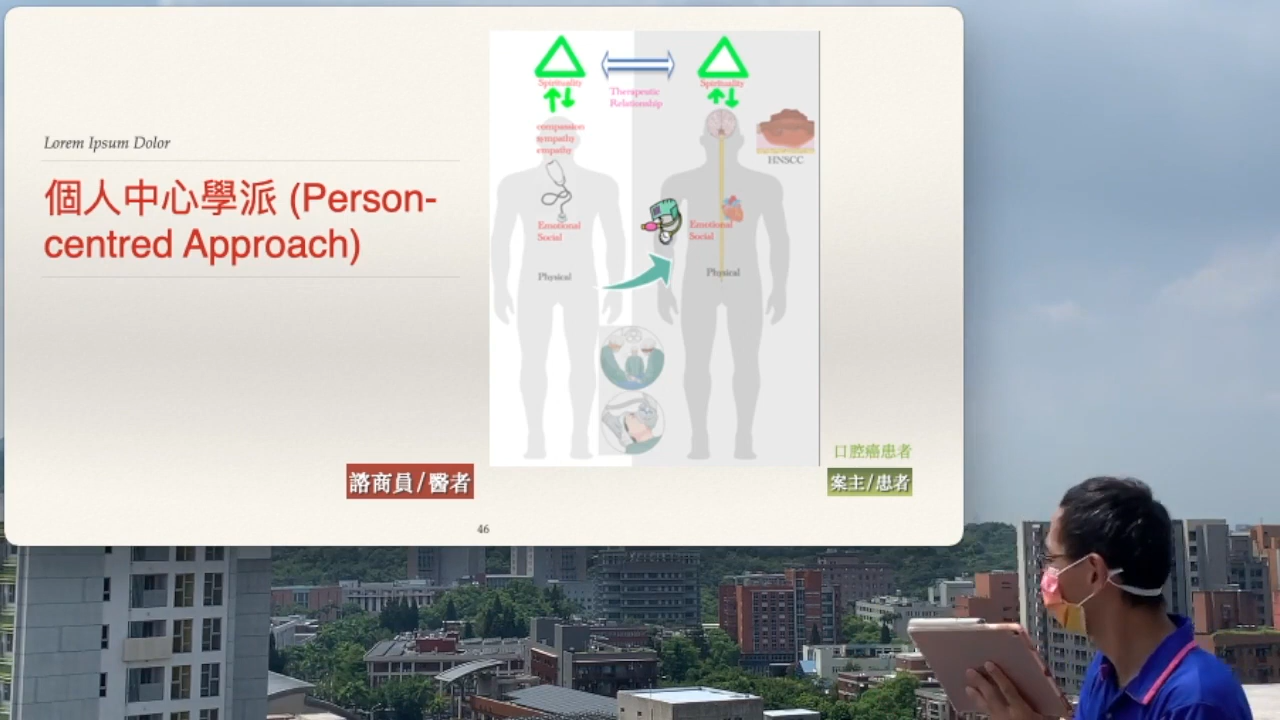 Lorem Ipsum Dolor
個人中心學派 (Person-
centred Approach)
Spirituality
Spirituality
Therapeutic
Relationship
compassion
sympathy
empathy
HNSCC
Emotional
Social
Emotional
Social
Physical
Physical
口腔癌患者
諮商員/醫者
案主/患者
46